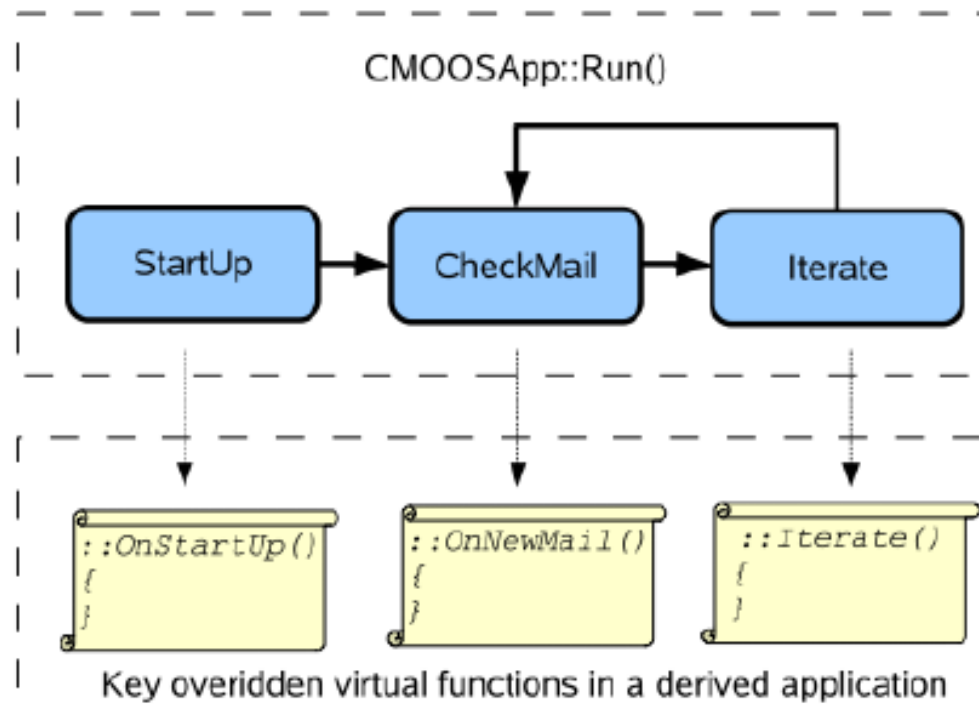 CMOOSApp::Run()
StartUp
CheckMail
Iterate
::OnStartUp()
{
}
::OnNewMail()
{
}
::Iterate()
{
}
Key overidden virtual functions in a derived application